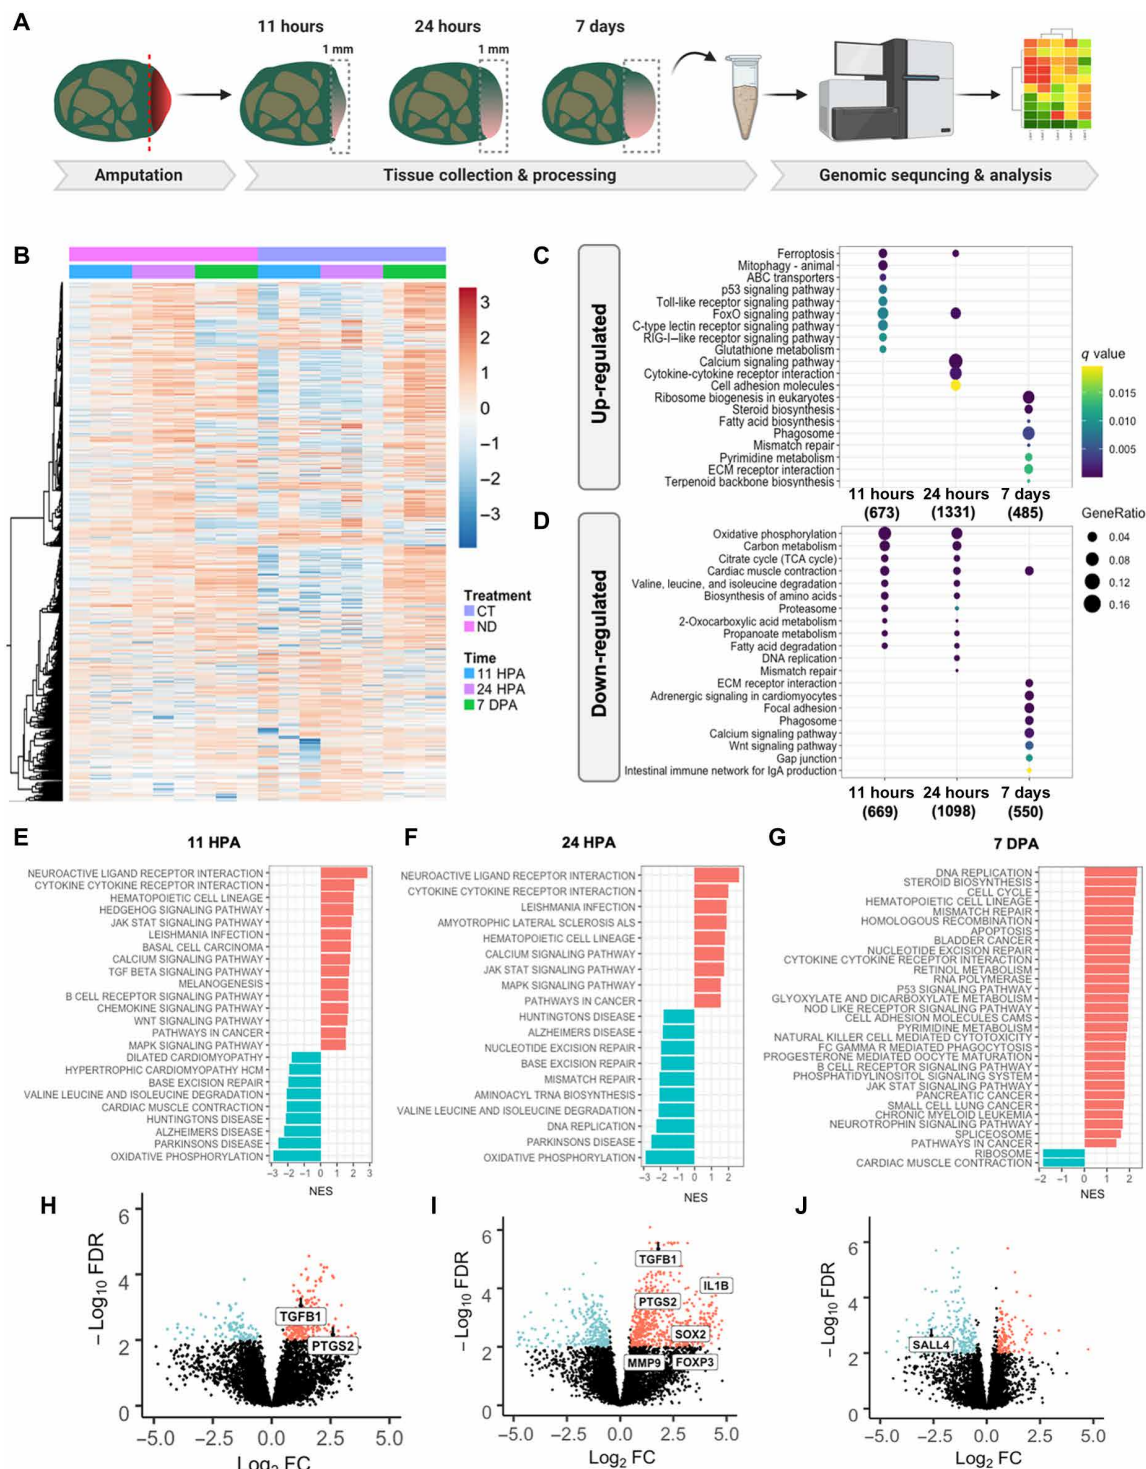 A
11 hours
24 hours
7 days
1 mm
1 mm
Amputation
Tissue collection & processing
Genomic sequncing & analysis
B
3
2
1
0
−1
−2
−3
Treatment
CT
ND
Time
11 HPA
24 HPA
7 DPA
C
Up-regulated
Ferroptosis
Mitophagy - animal
ABC transporters
p53 signaling pathway
Toll-like receptor signaling pathway
FoxO signaling pathway
C-type lectin receptor signaling pathway
RIG-I−like receptor signaling pathway
Glutathione metabolism
Calcium signaling pathway
Cytokine-cytokine receptor interaction
Cell adhesion molecules
Ribosome biogenesis in eukaryotes
Steroid biosynthesis
Fatty acid biosynthesis
Phagosome
Mismatch repair
Pyrimidine metabolism
ECM receptor interaction
Terpenoid backbone biosynthesis
11 hours 24 hours 7 days
(673) (1331) (485)
q value
0.015
0.010
0.005
GeneRatio
0.04
0.08
0.12
0.16
D
Down-regulated
Oxidative phosphorylation
Carbon metabolism
Citrate cycle (TCA cycle)
Cardiac muscle contraction
Valine, leucine, and isoleucine degradation
Biosynthesis of amino acids
Proteasome
2-Oxocarboxylic acid metabolism
Propanoate metabolism
Fatty acid degradation
DNA replication
Mismatch repair
ECM receptor interaction
Adrenergic signaling in cardiomyocytes
Focal adhesion
Phagosome
Calcium signaling pathway
Wnt signaling pathway
Gap junction
Intestinal immune network for IgA production
11 hours 24 hours 7 days
(669) (1098) (550)
E
11 HPA
NEUROACTIVE LIGAND RECEPTOR INTERACTION
CYTOKINE CYTOKINE RECEPTOR INTERACTION
HEMATOPOIETIC CELL LINEAGE
HEDGEHOG SIGNALING PATHWAY
JAK STAT SIGNALING PATHWAY
LEISHMANIA INFECTION
BASAL CELL CARCINOMA
CALCIUM SIGNALING PATHWAY
TGF BETA SIGNALING PATHWAY
MELANOGENESIS
B CELL RECEPTOR SIGNALING PATHWAY
CHEMOKINE SIGNALING PATHWAY
WNT SIGNALING PATHWAY
PATHWAYS IN CANCER
MAPK SIGNALING PATHWAY
DILATED CARDIOMYOPATHY
HYPERTROPHIC CARDIOMYOPATHY HCM
BASE EXCISION REPAIR
VALINE LEUCINE AND ISOLEUCINE DEGRADATION
CARDIAC MUSCLE CONTRACTION
HUNTINGTONS DISEASE
ALZHEIMERS DISEASE
PARKINSONS DISEASE
OXIDATIVE PHOSPHORYLATION
−3 −2 −1 0 1 2 3
NES
F
24 HPA
NEUROACTIVE LIGAND RECEPTOR INTERACTION
CYTOKINE CYTOKINE RECEPTOR INTERACTION
LEISHMANIA INFECTION
AMYOTROPHIC LATERAL SCLEROSIS ALS
HEMATOPOIETIC CELL LINEAGE
CALCIUM SIGNALING PATHWAY
JAK STAT SIGNALING PATHWAY
MAPK SIGNALING PATHWAY
PATHWAYS IN CANCER
HUNTINGTONS DISEASE
ALZHEIMERS DISEASE
NUCLEOTIDE EXCISION REPAIR
BASE EXCISION REPAIR
MISMATCH REPAIR
AMINOACYL TRNA BIOSYNTHESIS
VALINE LEUCINE AND ISOLEUCINE DEGRADATION
DNA REPLICATION
PARKINSONS DISEASE
OXIDATIVE PHOSPHORYLATION
−3 −2 −1 0 1 2
NES
G
7 DPA
DNA REPLICATION
STEROID BIOSYNTHESIS
CELL CYCLE
HEMATOPOIETIC CELL LINEAGE
MISMATCH REPAIR
HOMOLOGOUS RECOMBINATION
APOPTOSIS
BLADDER CANCER
NUCLEOTIDE EXCISION REPAIR
CYTOKINE CYTOKINE RECEPTOR INTERACTION
RETINOL METABOLISM
RNA POLYMERASE
P53 SIGNALING PATHWAY
GLYOXYLATE AND DICARBOXYLATE METABOLISM
NOD LIKE RECEPTOR SIGNALING PATHWAY
CELL ADHESION MOLECULES CAMS
PYRIMIDINE METABOLISM
NATURAL KILLER CELL MEDIATED CYTOTOXICITY
FC GAMMA R MEDIATED PHAGOCYTOSIS
PROGESTERONE MEDIATED OOCYTE MATURATION
B CELL RECEPTOR SIGNALING PATHWAY
PHOSPHATIDYLINOSITOL SIGNALING SYSTEM
JAK STAT SIGNALING PATHWAY
PANCREATIC CANCER
SMALL CELL LUNG CANCER
CHRONIC MYELOID LEUKEMIA
NEUROTROPHIN SIGNALING PATHWAY
SPLICEOSOME
PATHWAYS IN CANCER
RIBOSOME
CARDIAC MUSCLE CONTRACTION
−2 −1 0 1 2
NES
H
− Log10 FDR
6
4
2
0
TGFB1
PTGS2
−5.0 −2.5 0.0 2.5 5.0
Log2 FC
I
− Log10 FDR
6
4
2
0
TGFB1
IL1B
PTGS2
SOX2
MMP9
FOXP3
−5.0 −2.5 0.0 2.5 5.0
Log2 FC
J
−Log10 FDR
6
4
2
0
SALL4
−5.0 −2.5 0.0 2.5 5.0
Log2 FC